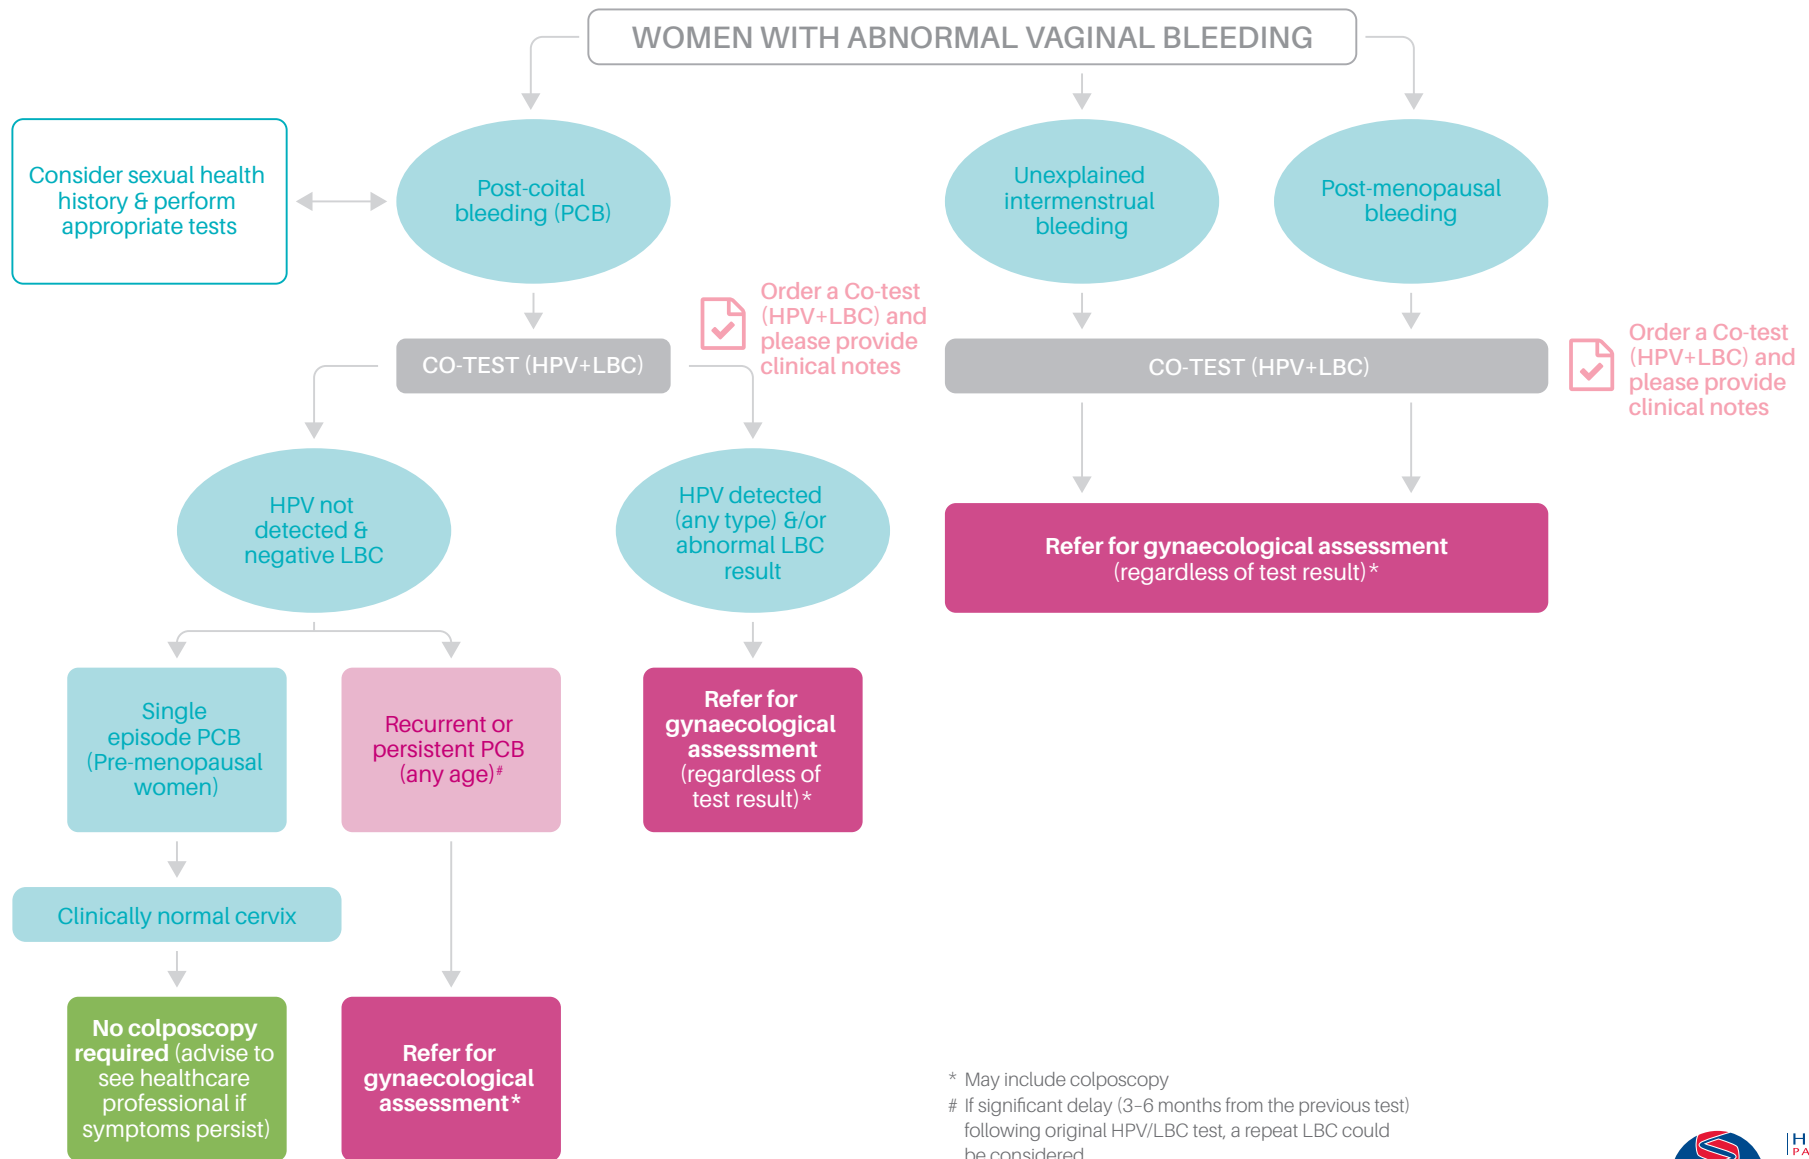 WOMEN WITH ABNORMAL VAGINAL BLEEDING
Consider sexual health
history & perform
appropriate tests
Post-coital
bleeding (PCB)
Unexplained
intermenstrual
bleeding
Post-menopausal
bleeding
Order a Co-test
(HPV+LBC) and
please provide
clinical notes
CO-TEST (HPV+LBC)
CO-TEST (HPV+LBC)
Order a Co-test
(HPV+LBC) and
please provide
clinical notes
HPV not
detected &
negative LBC
HPV detected
(any type) &/or
abnormal LBC
result
Refer for gynaecological assessment
(regardless of test result)*
Single
episode PCB
(Pre-menopausal
women)
Recurrent or
persistent PCB
(any age)#
Refer for
gynaecological
assessment
(regardless of
test result)*
Clinically normal cervix
No colposcopy
required (advise to
see healthcare
professional if
symptoms persist)
Refer for
gynaecological
assessment*
* May include colposcopy
# If significant delay (3–6 months from the previous test)
following original HPV/LBC test, a repeat LBC could
be considered
H
PA